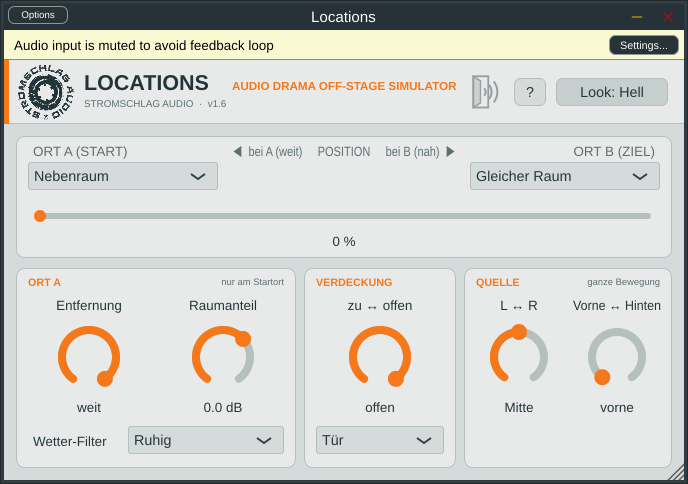 Options
Locations
Audio input is muted to avoid feedback loop
Settings...
STROMSCHLAG AUDIO
LOCATIONS
STROMSCHLAG AUDIO · v1.6
AUDIO DRAMA OFF-STAGE SIMULATOR
?
Look: Hell
ORT A (START)
◀ bei A (weit) POSITION bei B (nah) ▶
ORT B (ZIEL)
Nebenraum
Gleicher Raum
0 %
ORT A
nur am Startort
Entfernung
Raumanteil
weit
0.0 dB
Wetter-Filter
Ruhig
VERDECKUNG
zu ↔ offen
offen
Tür
QUELLE
ganze Bewegung
L ↔ R
Vorne ↔ Hinten
Mitte
vorne